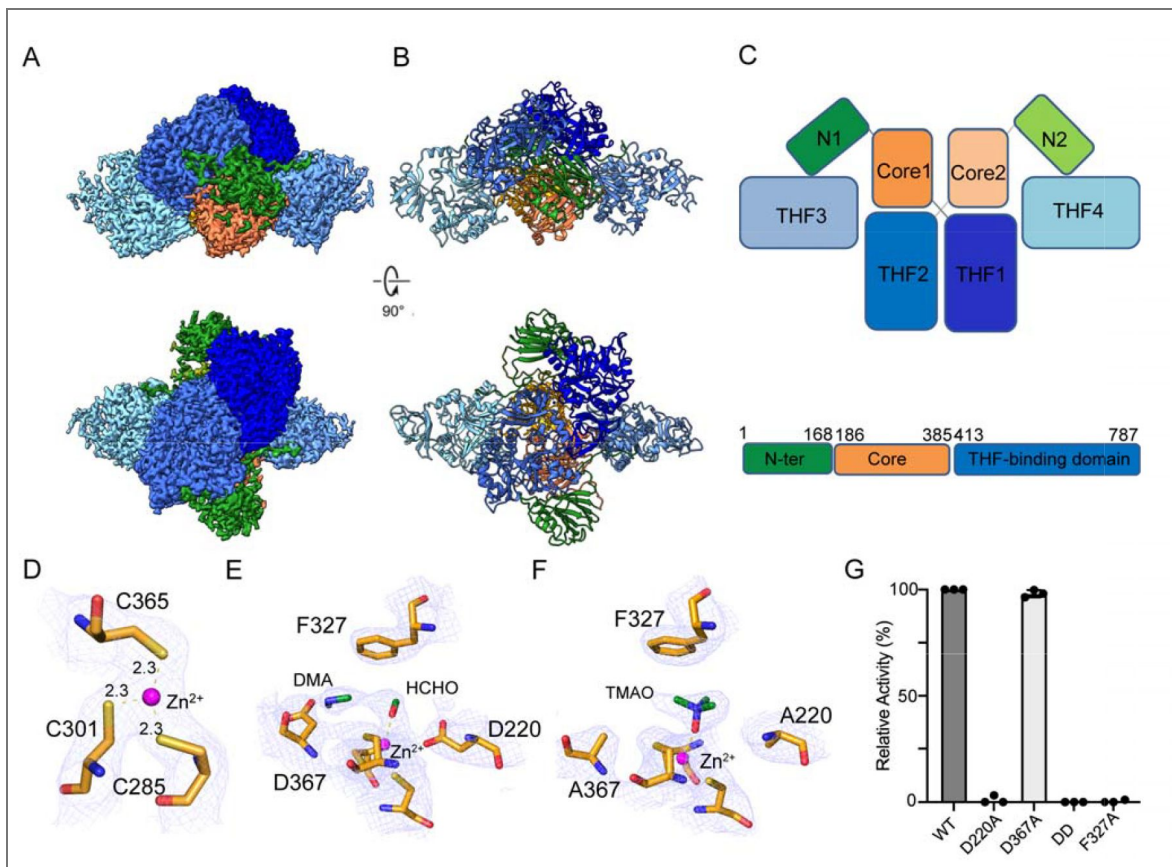 A
B
C
N1
N2
Core1
Core2
THF3
THF4
THF2
THF1
90°
1 168 186 385 413 787
N-ter
Core
THF-binding domain
D
C365
2.3
2.3
Zn2+
2.3
C301
C285
E
F327
DMA
HCHO
Zn2+
D220
D367
F
F327
TMAO
A220
Zn2+
A367
G
Relative Activity (%)
100
50
0
WT
D220A
D367A
DD
F327A